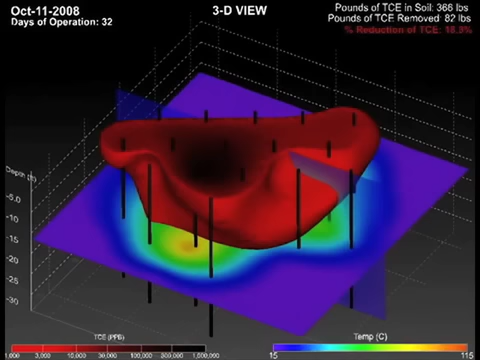 Oct-11-2008
Days of Operation: 32
3-D VIEW
Pounds of TCE in Soil: 366 lbs
Pounds of TCE Removed: 82 lbs
% Reduction of TCE: 18.3%
Depth (ft)
-5.0
-10
-15
-20
-25
-30
TCE (PPB)
1,000 3,000 10,000 30,000 100,000 300,000 1,000,000
Temp (C)
15 115